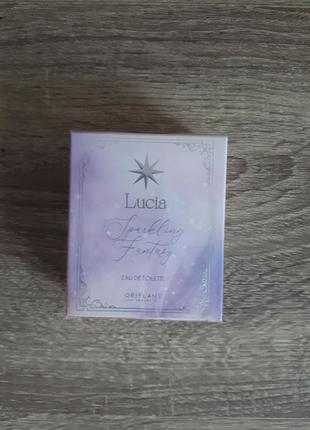 Lucia
Sparkling
Fantasy
EAU DE TOILETTE
ORIFLAME